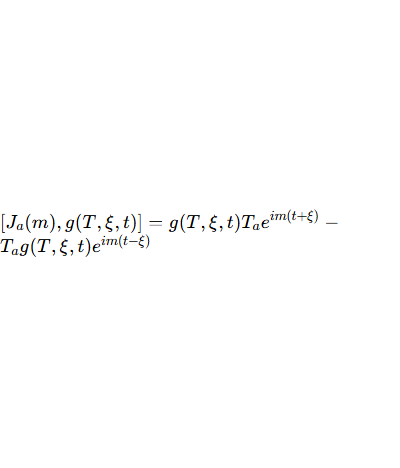 [J_a(m), g(T, ξ, t)] = g(T, ξ, t)T_a e^{im(t+ξ)} −
T_a g(T, ξ, t)e^{im(t−ξ)}